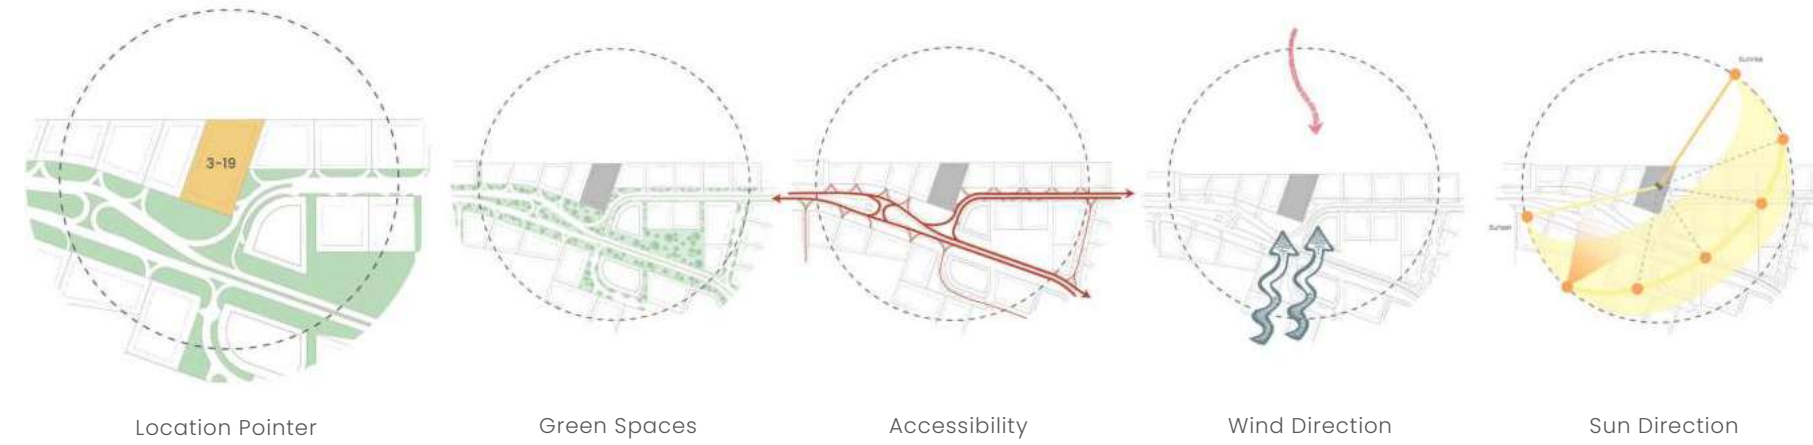 3-19
Sunrise
Sunset
Location Pointer
Green Spaces
Accessibility
Wind Direction
Sun Direction